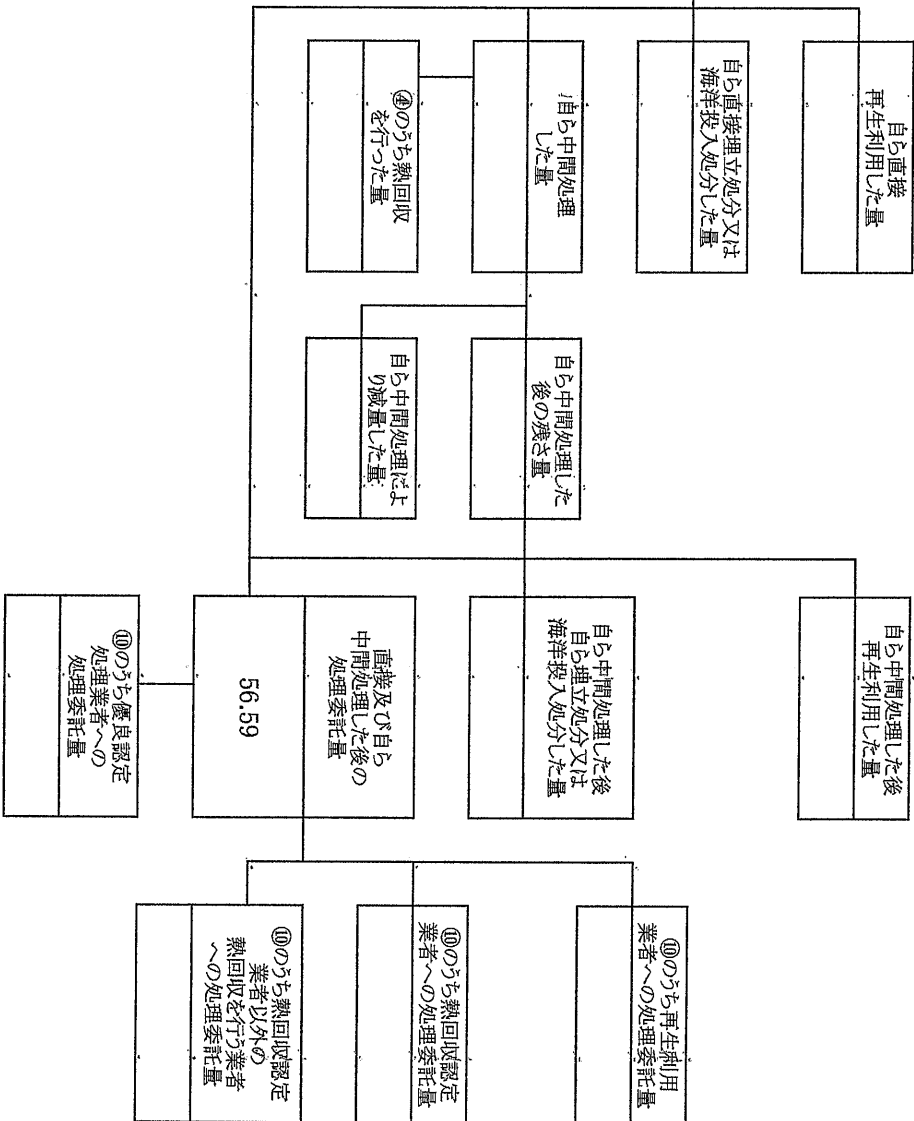 自ら直接
再生利用した量
自ら直接埋立処分又は
海洋投入処分した量
自ら中間処理
した量
④のうち熱回収
を行った量
自ら中間処理した
後の残さ量
自ら中間処理によ
り減量した量
自ら中間処理した後
再生利用した量
自ら中間処理した後
自ら埋立処分又は
海洋投入処分した量
直接及び自ら
中間処理した後の
処理委託量
56.59
⑩のうち優良認定
処理業者への
処理委託量
⑩のうち再生利用
業者への処理委託量
⑩のうち熱回収認定
業者への処理委託量
⑩のうち熱回収認定
業者以外の
熱回収を行う業者
への処理委託量